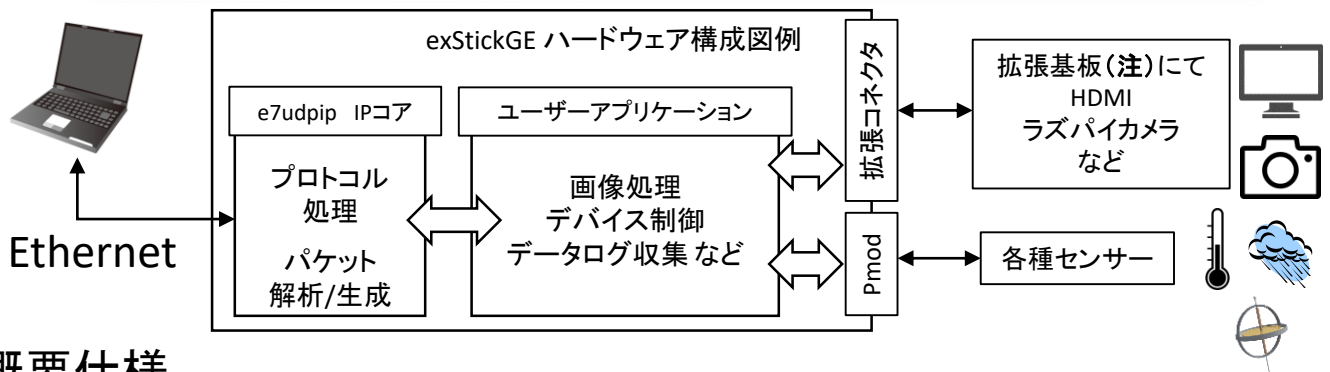 exStickGE ハードウェア構成図例
Ethernet
e7udpip IPコア
プロトコル
処理
パケット
解析/生成
ユーザーアプリケーション
画像処理
デバイス制御
データログ収集 など
拡張コネクタ
Pmod
拡張基板(注)にて
HDMI
ラズパイカメラ
など
各種センサー
概要仕様